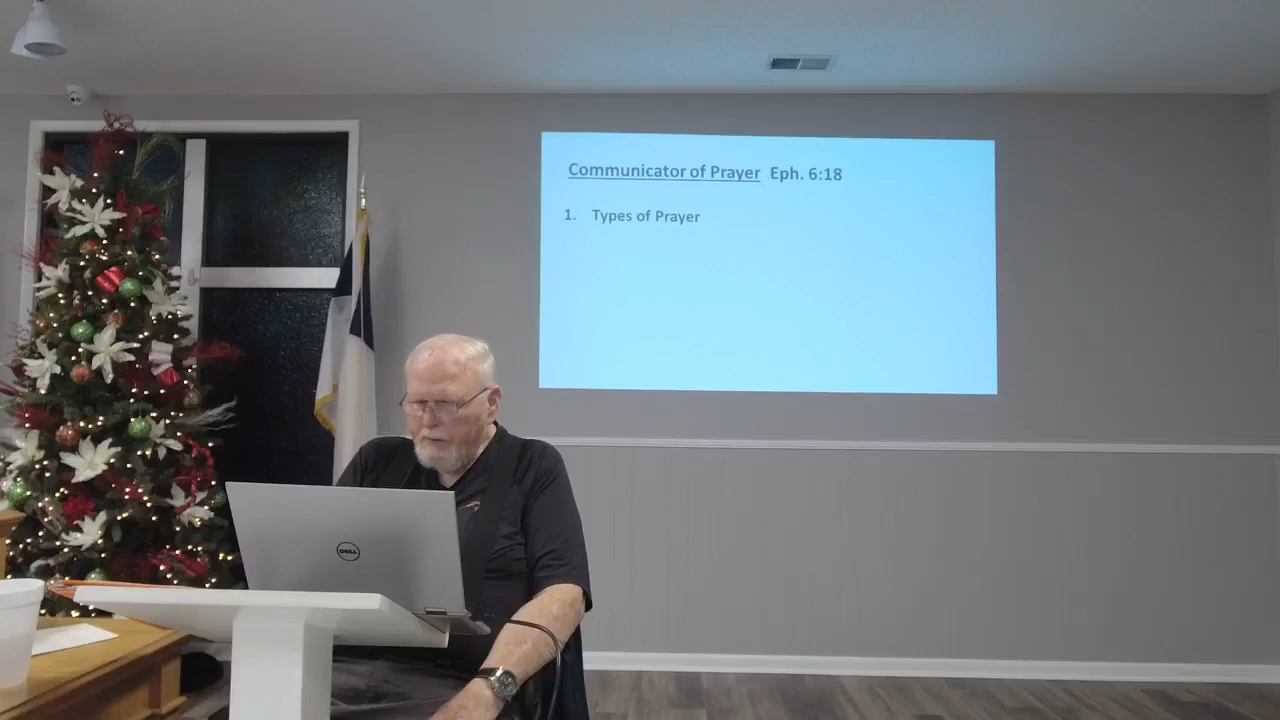 Communicator of Prayer Eph. 6:18
1. Types of Prayer
DELL